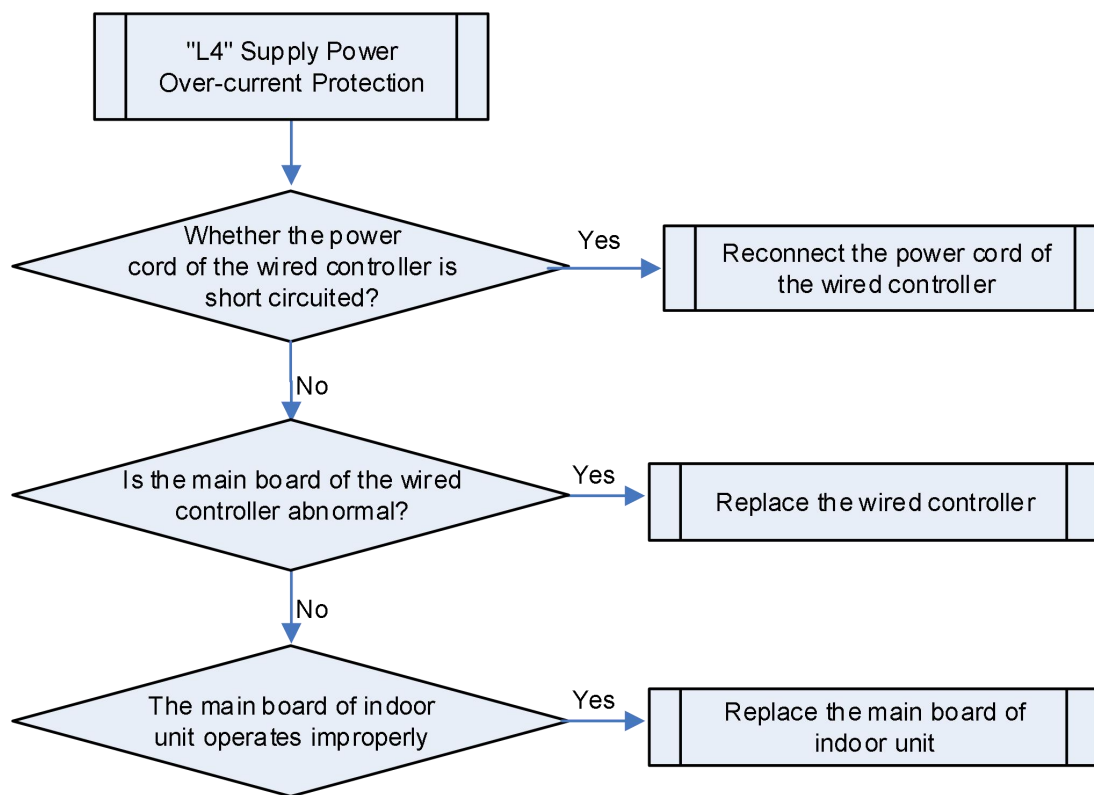 "L4" Supply Power
Over-current Protection
Whether the power
cord of the wired controller is
short circuited?
Yes
Reconnect the power cord of
the wired controller
No
Is the main board of the wired
controller abnormal?
Yes
Replace the wired controller
No
The main board of indoor
unit operates improperly
Yes
Replace the main board of
indoor unit